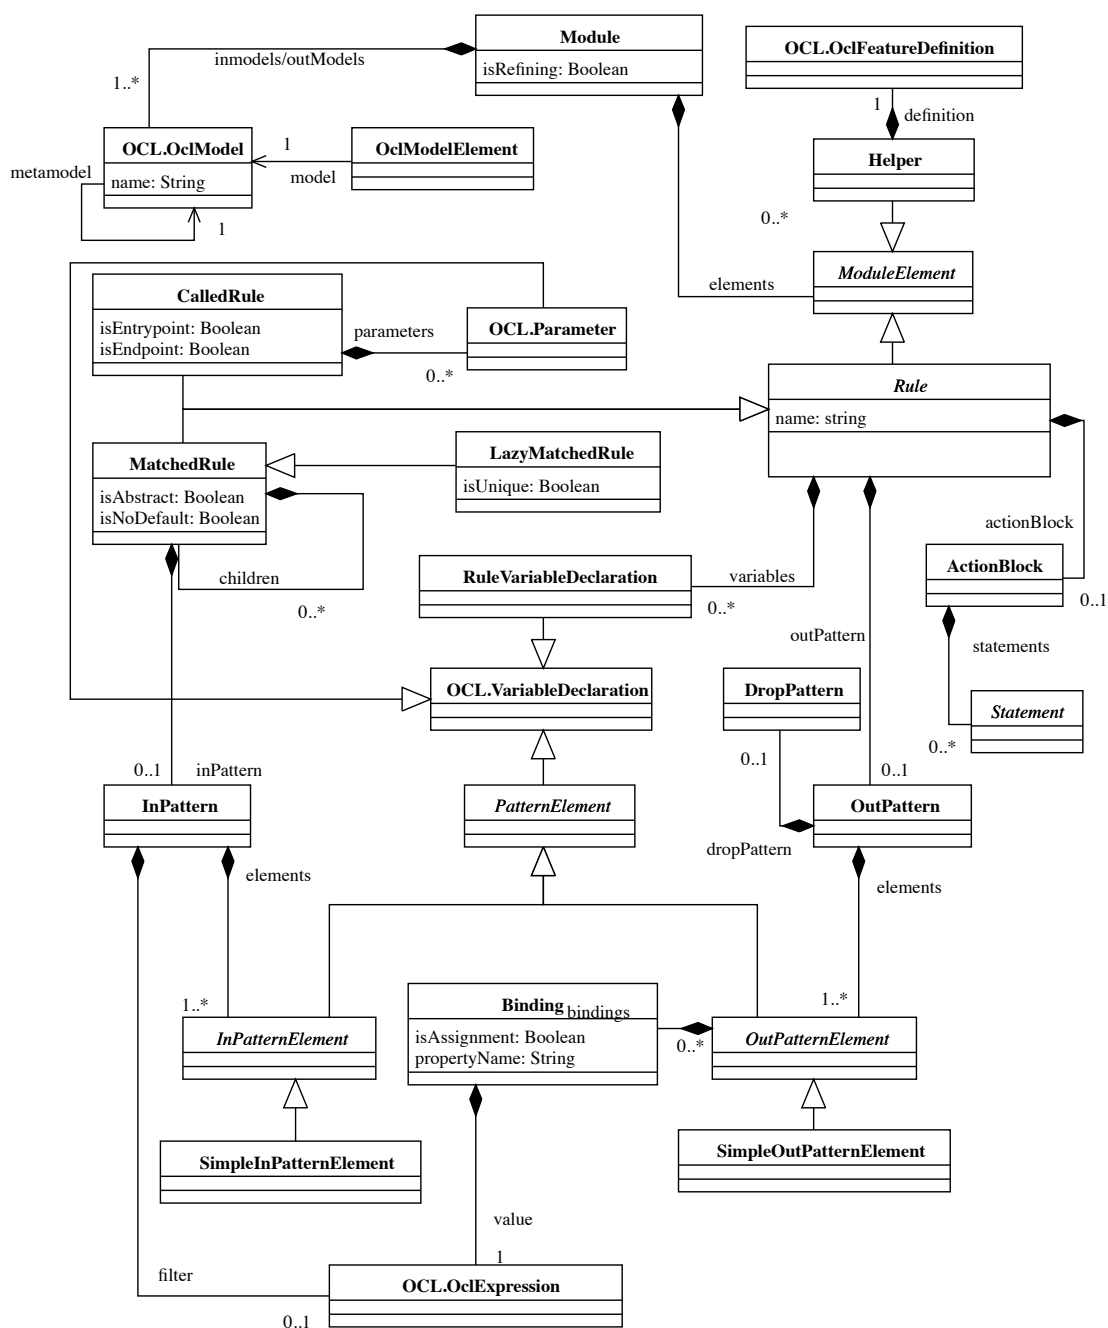 Module
isRefining: Boolean
OCL.OclFeatureDefinition
inmodels/outModels
1..*
1
definition
OCL.OclModel
name: String
OclModelElement
1
model
metamodel
1
Helper
0..*
ModuleElement
elements
CalledRule
isEntrypoint: Boolean
isEndpoint: Boolean
parameters
0..*
OCL.Parameter
Rule
name: string
MatchedRule
isAbstract: Boolean
isNoDefault: Boolean
LazyMatchedRule
isUnique: Boolean
children
0..*
actionBlock
RuleVariableDeclaration
variables
0..*
ActionBlock
0..1
outPattern
statements
OCL.VariableDeclaration
DropPattern
Statement
0..*
0..1
inPattern
0..1
0..1
InPattern
PatternElement
OutPattern
dropPattern
elements
elements
1..*
Binding
bindings
isAssignment: Boolean
propertyName: String
0..*
1..*
InPatternElement
OutPatternElement
SimpleInPatternElement
SimpleOutPatternElement
value
1
filter
0..1
OCL.OclExpression